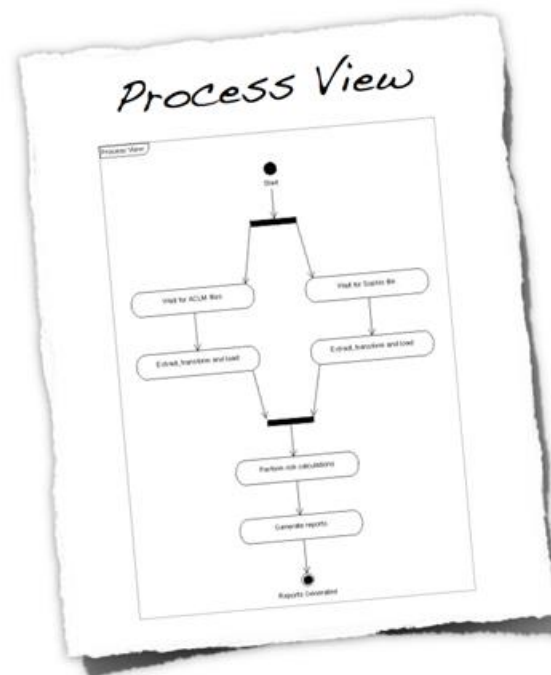 Process View
Process View
Start
Wait for ACLM files
Wait for Sophis file
Extract, transform and load
Extract, transform and load
Perform risk calculations
Generate reports
Reports Generated